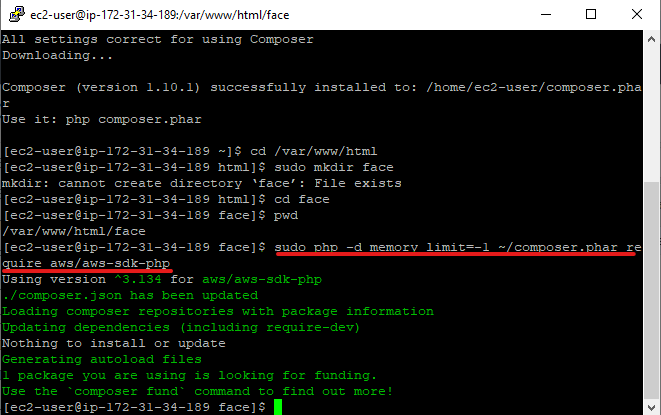 ec2-user@ip-172-31-34-189:/var/www/html/face
All settings correct for using Composer
Downloading...
Composer (version 1.10.1) successfully installed to: /home/ec2-user/composer.pha
r
Use it: php composer.phar
[ec2-user@ip-172-31-34-189 ~]$ cd /var/www/html
[ec2-user@ip-172-31-34-189 html]$ sudo mkdir face
mkdir: cannot create directory ‘face’: File exists
[ec2-user@ip-172-31-34-189 html]$ cd face
[ec2-user@ip-172-31-34-189 face]$ pwd
/var/www/html/face
[ec2-user@ip-172-31-34-189 face]$ sudo php -d memory_limit=-1 ~/composer.phar re
quire aws/aws-sdk-php
Using version ^3.134 for aws/aws-sdk-php
./composer.json has been updated
Loading composer repositories with package information
Updating dependencies (including require-dev)
Nothing to install or update
Generating autoload files
1 package you are using is looking for funding.
Use the `composer fund` command to find out more!
[ec2-user@ip-172-31-34-189 face]$